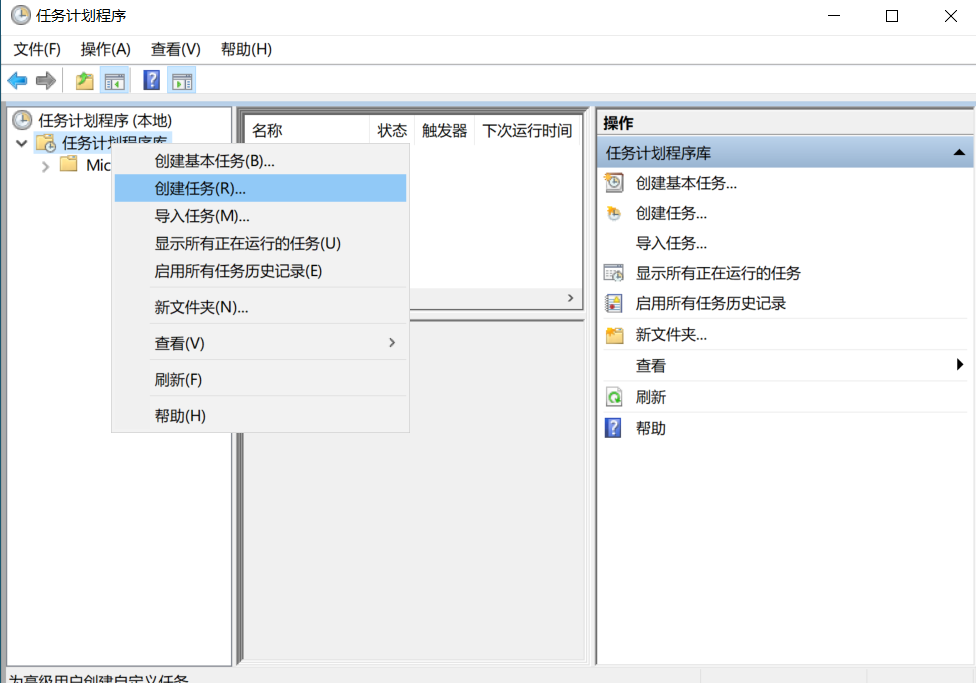 任务计划程序
文件(F) 操作(A) 查看(V) 帮助(H)
任务计划程序 (本地)
任务计划程序库
Mic
名称 状态 触发器 下次运行时间
创建基本任务(B)...
创建任务(R)...
导入任务(M)...
显示所有正在运行的任务(U)
启用所有任务历史记录(E)
新文件夹(N)...
查看(V)
刷新(F)
帮助(H)
操作
任务计划程序库
创建基本任务...
创建任务...
导入任务...
显示所有正在运行的任务
启用所有任务历史记录
新文件夹...
查看
刷新
帮助
为高级用户创建自定义任务